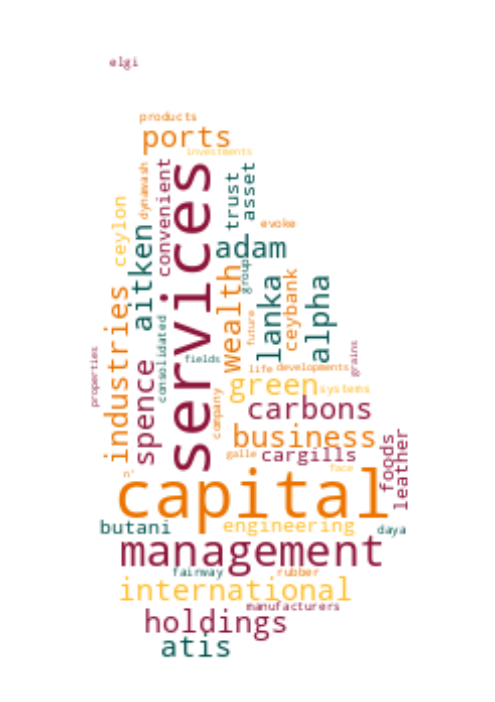 elgi
products
ports
investments
services
convenient
dynawash
trust
asset
ceylon
aitken
evoke
adam
wealth
group
lanka
ceybank
alpha
industries
consolidated
future
spence
properties
fields
life
developments
grains
green
systems
company
carbons
business
galle
cargills
foods
leather
face
n'
capital
butani
engineering
daya
management
fairway
rubber
international
manufacturers
holdings
atis